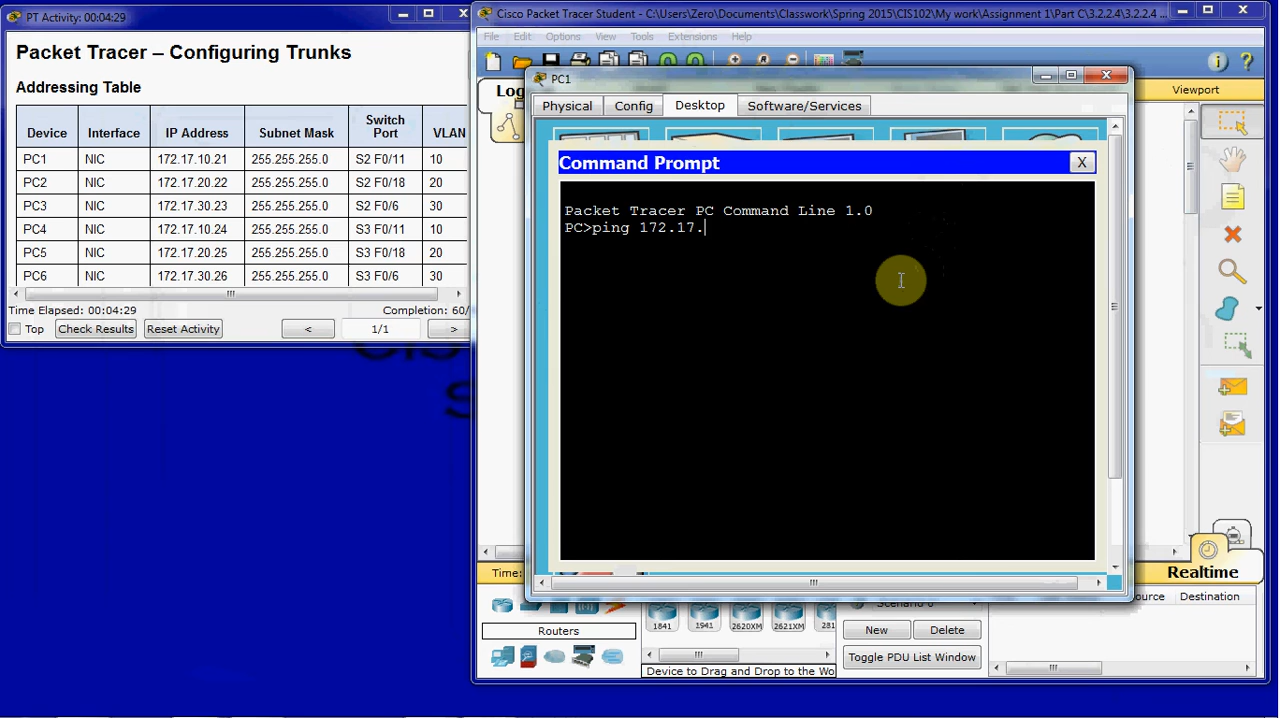 PT Activity: 00:04:29
Packet Tracer – Configuring Trunks
Addressing Table
Device Interface IP Address Subnet Mask Switch Port VLAN
PC1 NIC 172.17.10.21 255.255.255.0 S2 F0/11 10
PC2 NIC 172.17.20.22 255.255.255.0 S2 F0/18 20
PC3 NIC 172.17.30.23 255.255.255.0 S2 F0/6 30
PC4 NIC 172.17.10.24 255.255.255.0 S3 F0/11 10
PC5 NIC 172.17.20.25 255.255.255.0 S3 F0/18 20
PC6 NIC 172.17.30.26 255.255.255.0 S3 F0/6 30
Time Elapsed: 00:04:29 Completion: 60/
Top Check Results Reset Activity < 1/1 >
Cisco Packet Tracer Student - C:\Users\Zero\Documents\Classwork\Spring 2015\CIS102\My work\Assignment 1\Part C\3.2.2.4\3.2.2.4 ...
File Edit Options View Tools Extensions Help
Viewport
PC1
Physical Config Desktop Software/Services
Command Prompt X
Packet Tracer PC Command Line 1.0
PC>ping 172.17.
Time:
Realtime
Routers
1841 1941 2620XM 2621XM 281
Device to Drag and Drop to the Wo
Scenario 0
New Delete
Toggle PDU List Window
ource Destination